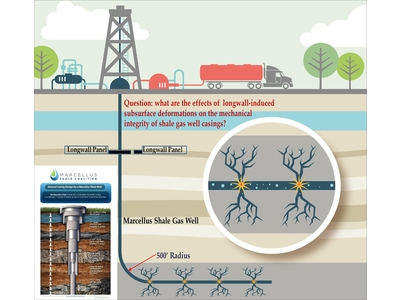 Question: what are the effects of longwall-induced
subsurface deformations on the mechanical
integrity of shale gas well casings?
Longwall Panel
Longwall Panel
MARCELLUS
SHALE COALITION
Marcellus Shale Gas Well
500' Radius